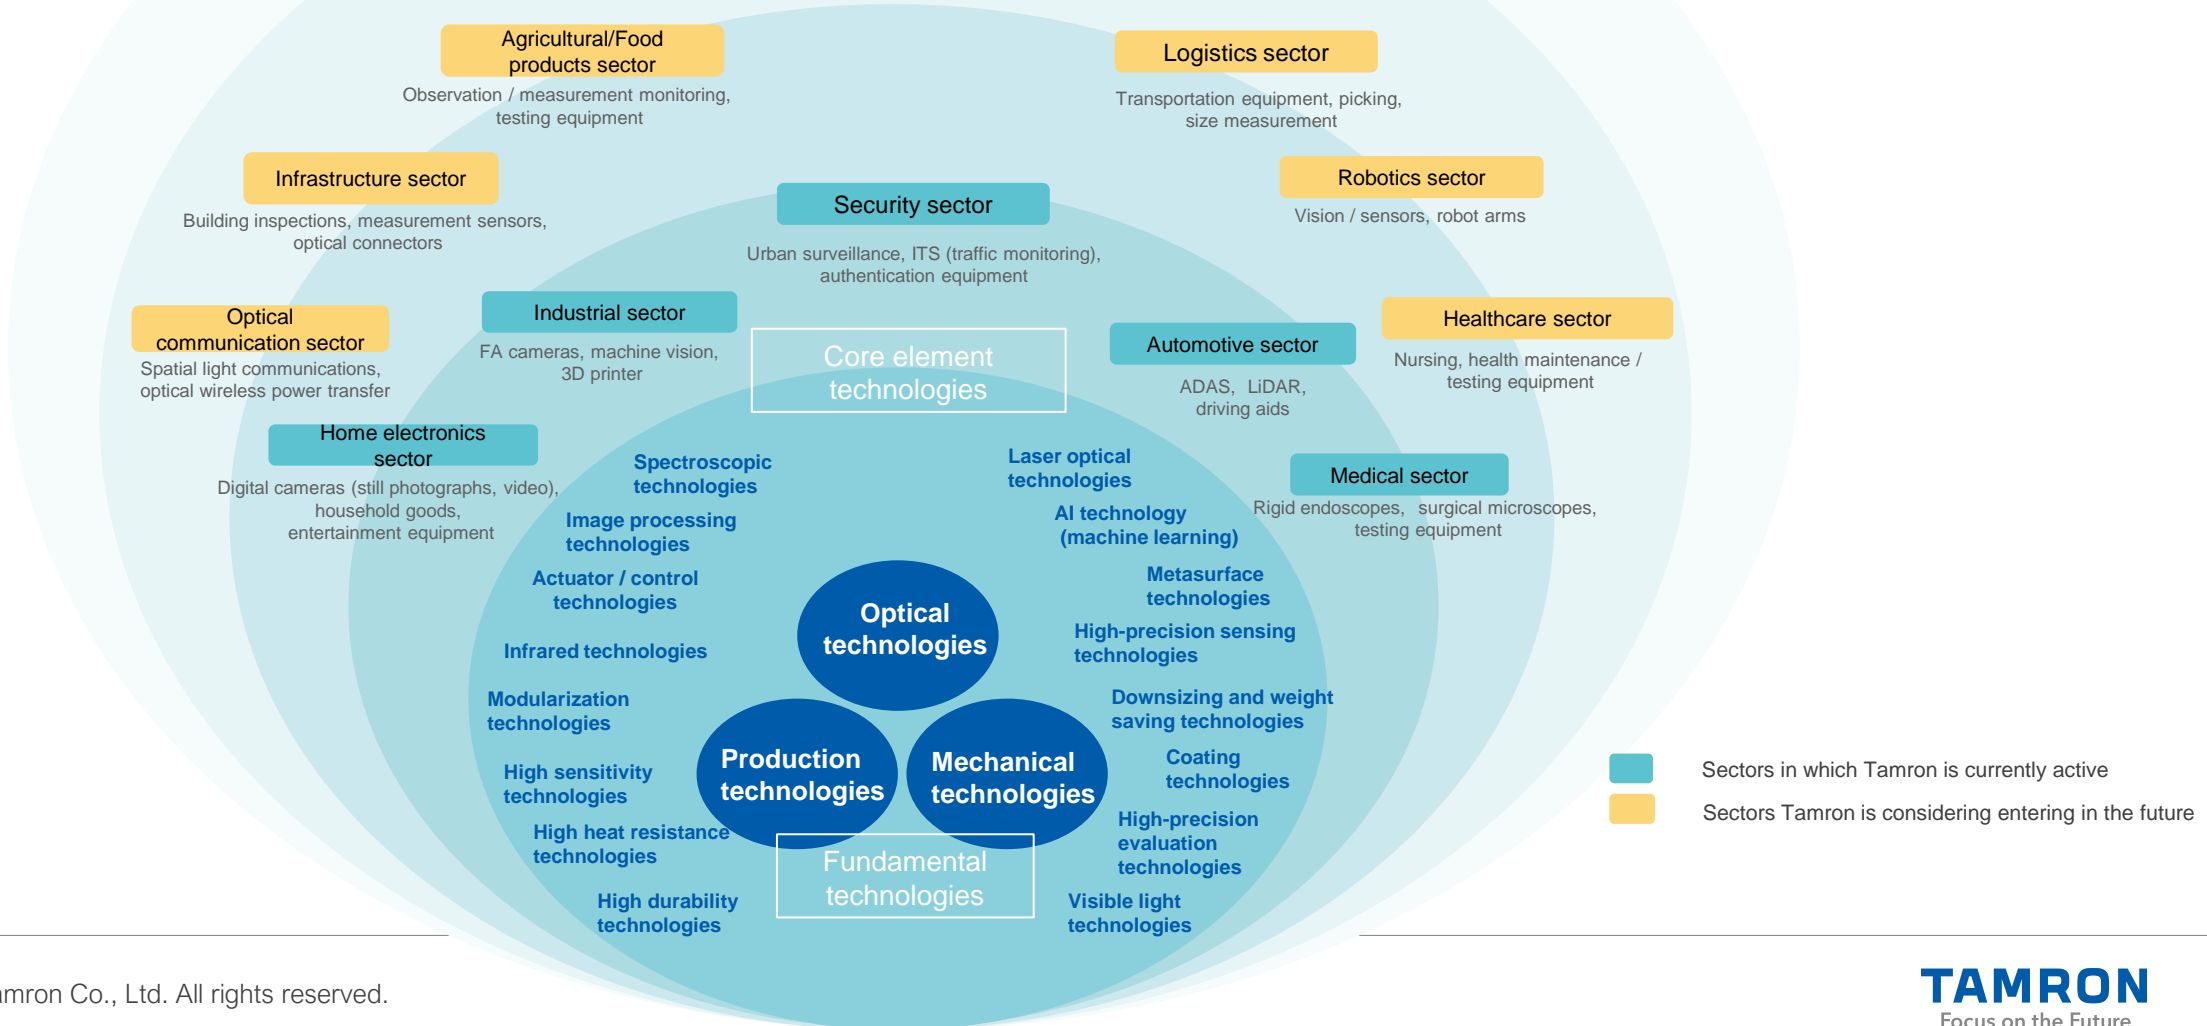 Agricultural/Food
products sector
Observation / measurement monitoring,
testing equipment
Logistics sector
Transportation equipment, picking,
size measurement
Infrastructure sector
Building inspections, measurement sensors,
optical connectors
Security sector
Urban surveillance, ITS (traffic monitoring),
authentication equipment
Robotics sector
Vision / sensors, robot arms
Optical
communication sector
Spatial light communications,
optical wireless power transfer
Industrial sector
FA cameras, machine vision,
3D printer
Core element
technologies
Automotive sector
ADAS, LiDAR,
driving aids
Healthcare sector
Nursing, health maintenance /
testing equipment
Home electronics
sector
Digital cameras (still photographs, video),
household goods,
entertainment equipment
Medical sector
Rigid endoscopes, surgical microscopes,
testing equipment
Spectroscopic
technologies
Image processing
technologies
Actuator / control
technologies
Infrared technologies
Modularization
technologies
High sensitivity
technologies
High heat resistance
technologies
High durability
technologies
Laser optical
technologies
AI technology
(machine learning)
Metasurface
technologies
High-precision sensing
technologies
Downsizing and weight
saving technologies
Coating
technologies
High-precision
evaluation
technologies
Visible light
technologies
Optical
technologies
Production
technologies
Mechanical
technologies
Fundamental
technologies
Sectors in which Tamron is currently active
Sectors Tamron is considering entering in the future
amron Co., Ltd. All rights reserved.
TAMRON
Focus on the Future